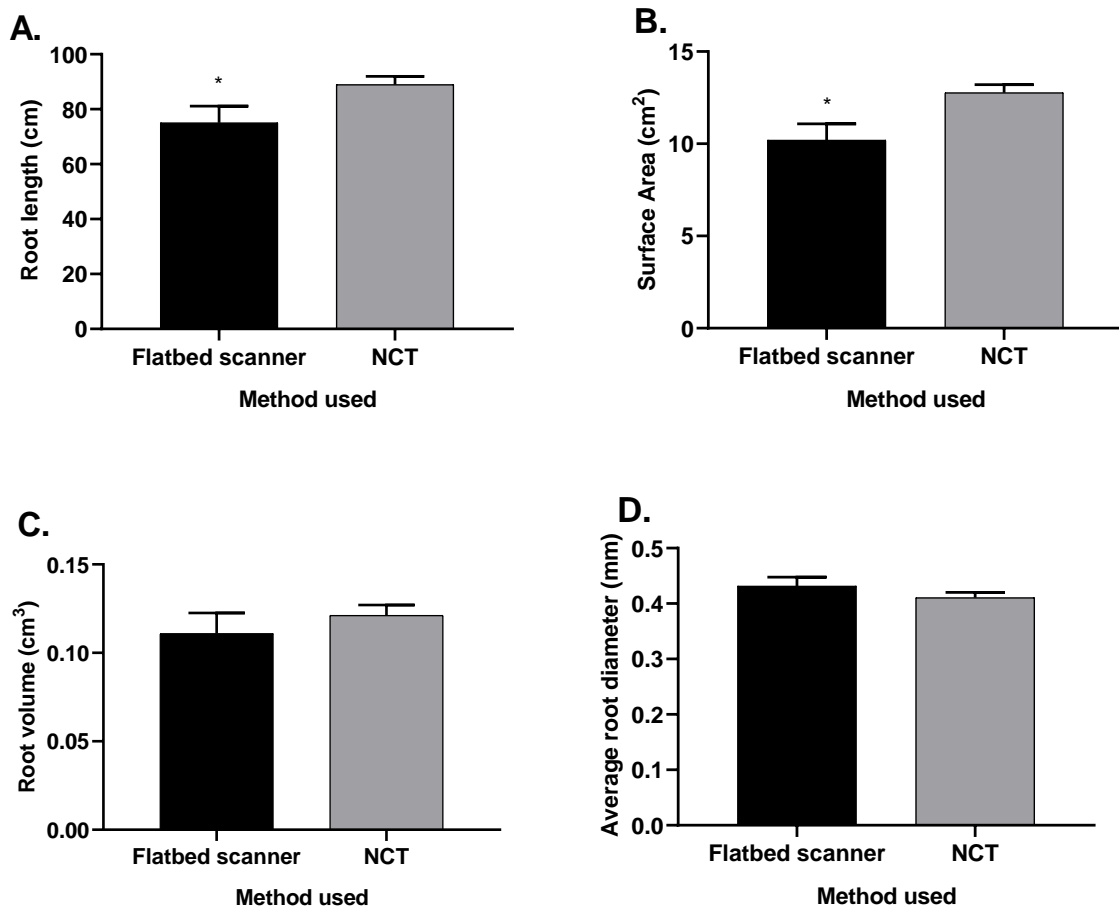 A.
Root length (cm)
100
80
60
40
20
0
*
Flatbed scanner NCT
Method used
B.
Surface Area (cm²)
15
10
5
0
*
Flatbed scanner NCT
Method used
C.
Root volume (cm³)
0.15
0.10
0.05
0.00
Flatbed scanner NCT
Method used
D.
Average root diameter (mm)
0.5
0.4
0.3
0.2
0.1
0.0
Flatbed scanner NCT
Method used